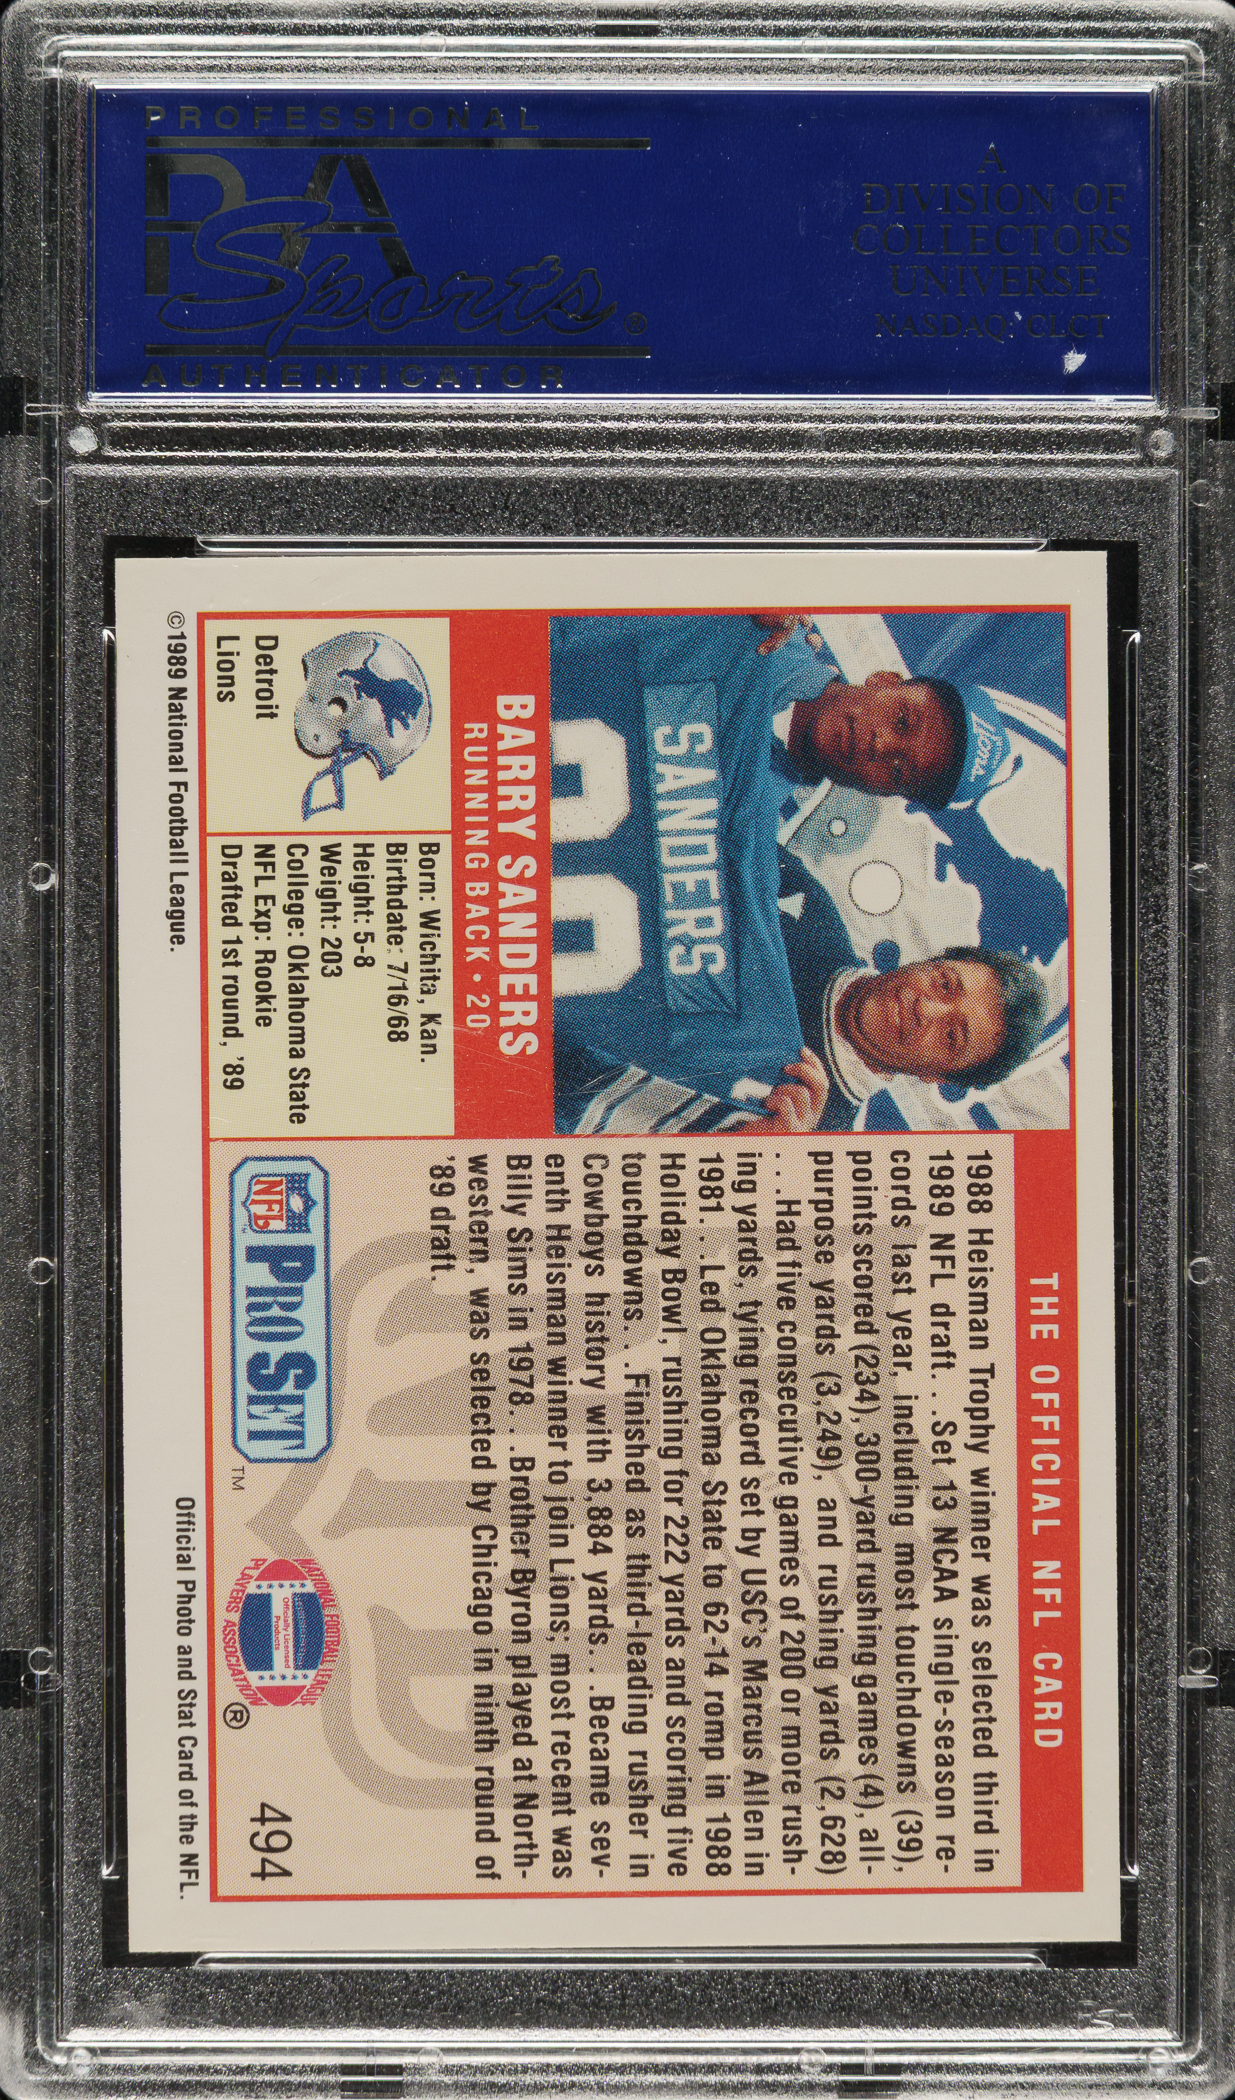 PROFESSIONAL
PSA
Sports®
AUTHENTICATOR
A
DIVISION OF
COLLECTORS
UNIVERSE
NASDAQ: CLCT
THE OFFICIAL NFL CARD
Lions
SANDERS
BARRY SANDERS
RUNNING BACK • 20
Detroit
Lions
Born: Wichita, Kan.
Birthdate: 7/16/68
Height: 5-8
Weight: 203
College: Oklahoma State
NFL Exp: Rookie
Drafted 1st round, '89
1988 Heisman Trophy winner was selected third in
1989 NFL draft. . .Set 13 NCAA single-season re-
cords last year, including most touchdowns (39),
points scored (234), 300-yard rushing games (4), all-
purpose yards (3,249), and rushing yards (2,628)
. . .Had five consecutive games of 200 or more rush-
ing yards, tying record set by USC's Marcus Allen in
1981. . .Led Oklahoma State to 62-14 romp in 1988
Holiday Bowl, rushing for 222 yards and scoring five
touchdowns. . .Finished as third-leading rusher in
Cowboys history with 3,884 yards. . .Became sev-
enth Heisman winner to join Lions; most recent was
Billy Sims in 1978. . .Brother Byron played at North-
western, was selected by Chicago in ninth round of
'89 draft.
NFL PRO SET ™
NATIONAL FOOTBALL LEAGUE
Officially Licensed
Products
PLAYERS ASSOCIATION
®
494
©1989 National Football League.
Official Photo and Stat Card of the NFL.